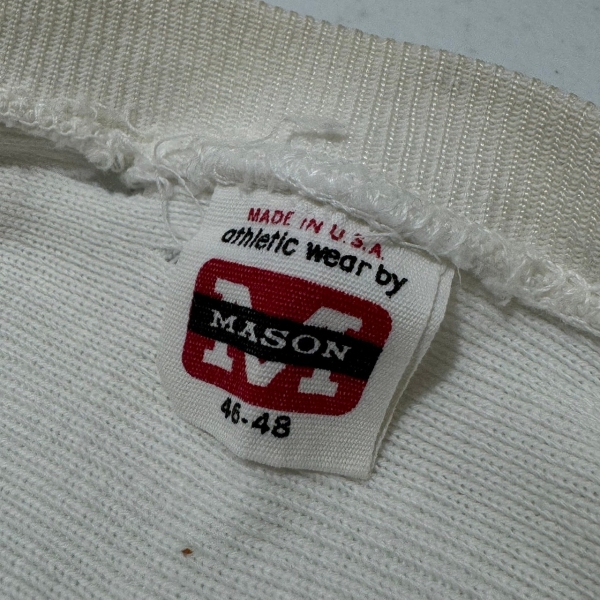 MADE IN U.S.A.
athletic wear by
M
MASON
46-48